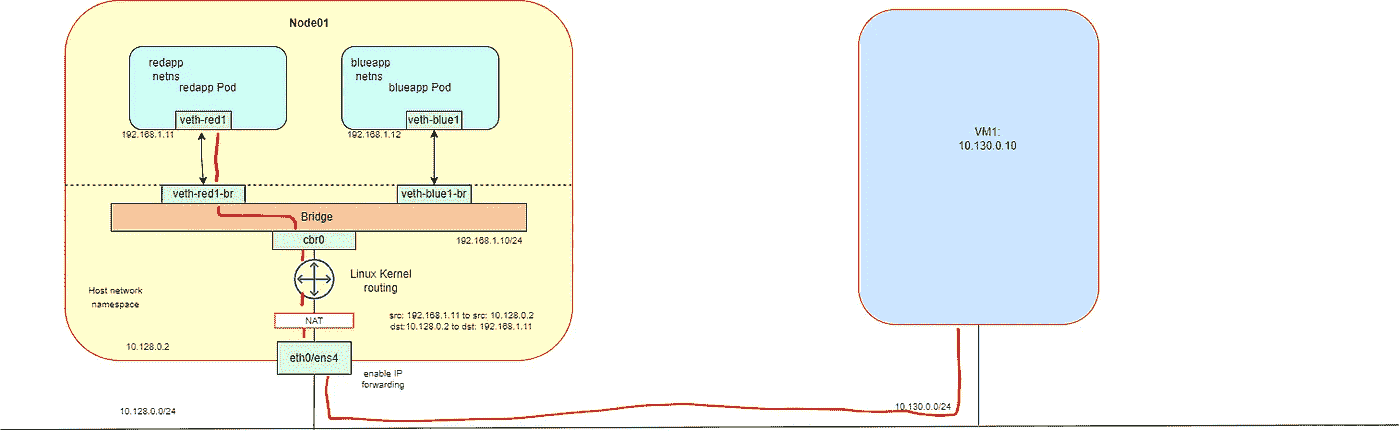 Node01
redapp
netns
redapp Pod
blueapp
netns
blueapp Pod
veth-red1
veth-blue1
192.168.1.11
192.168.1.12
VM1:
10.130.0.10
veth-red1-br
veth-blue1-br
Bridge
cbr0
192.168.1.10/24
Linux Kernel
routing
Host network
namespace
NAT
src: 192.168.1.11 to src: 10.128.0.2
dst:10.128.0.2 to dst: 192.168.1.11
10.128.0.2
eth0/ens4
enable IP
forwarding
10.128.0.0/24
10.130.0.0/24